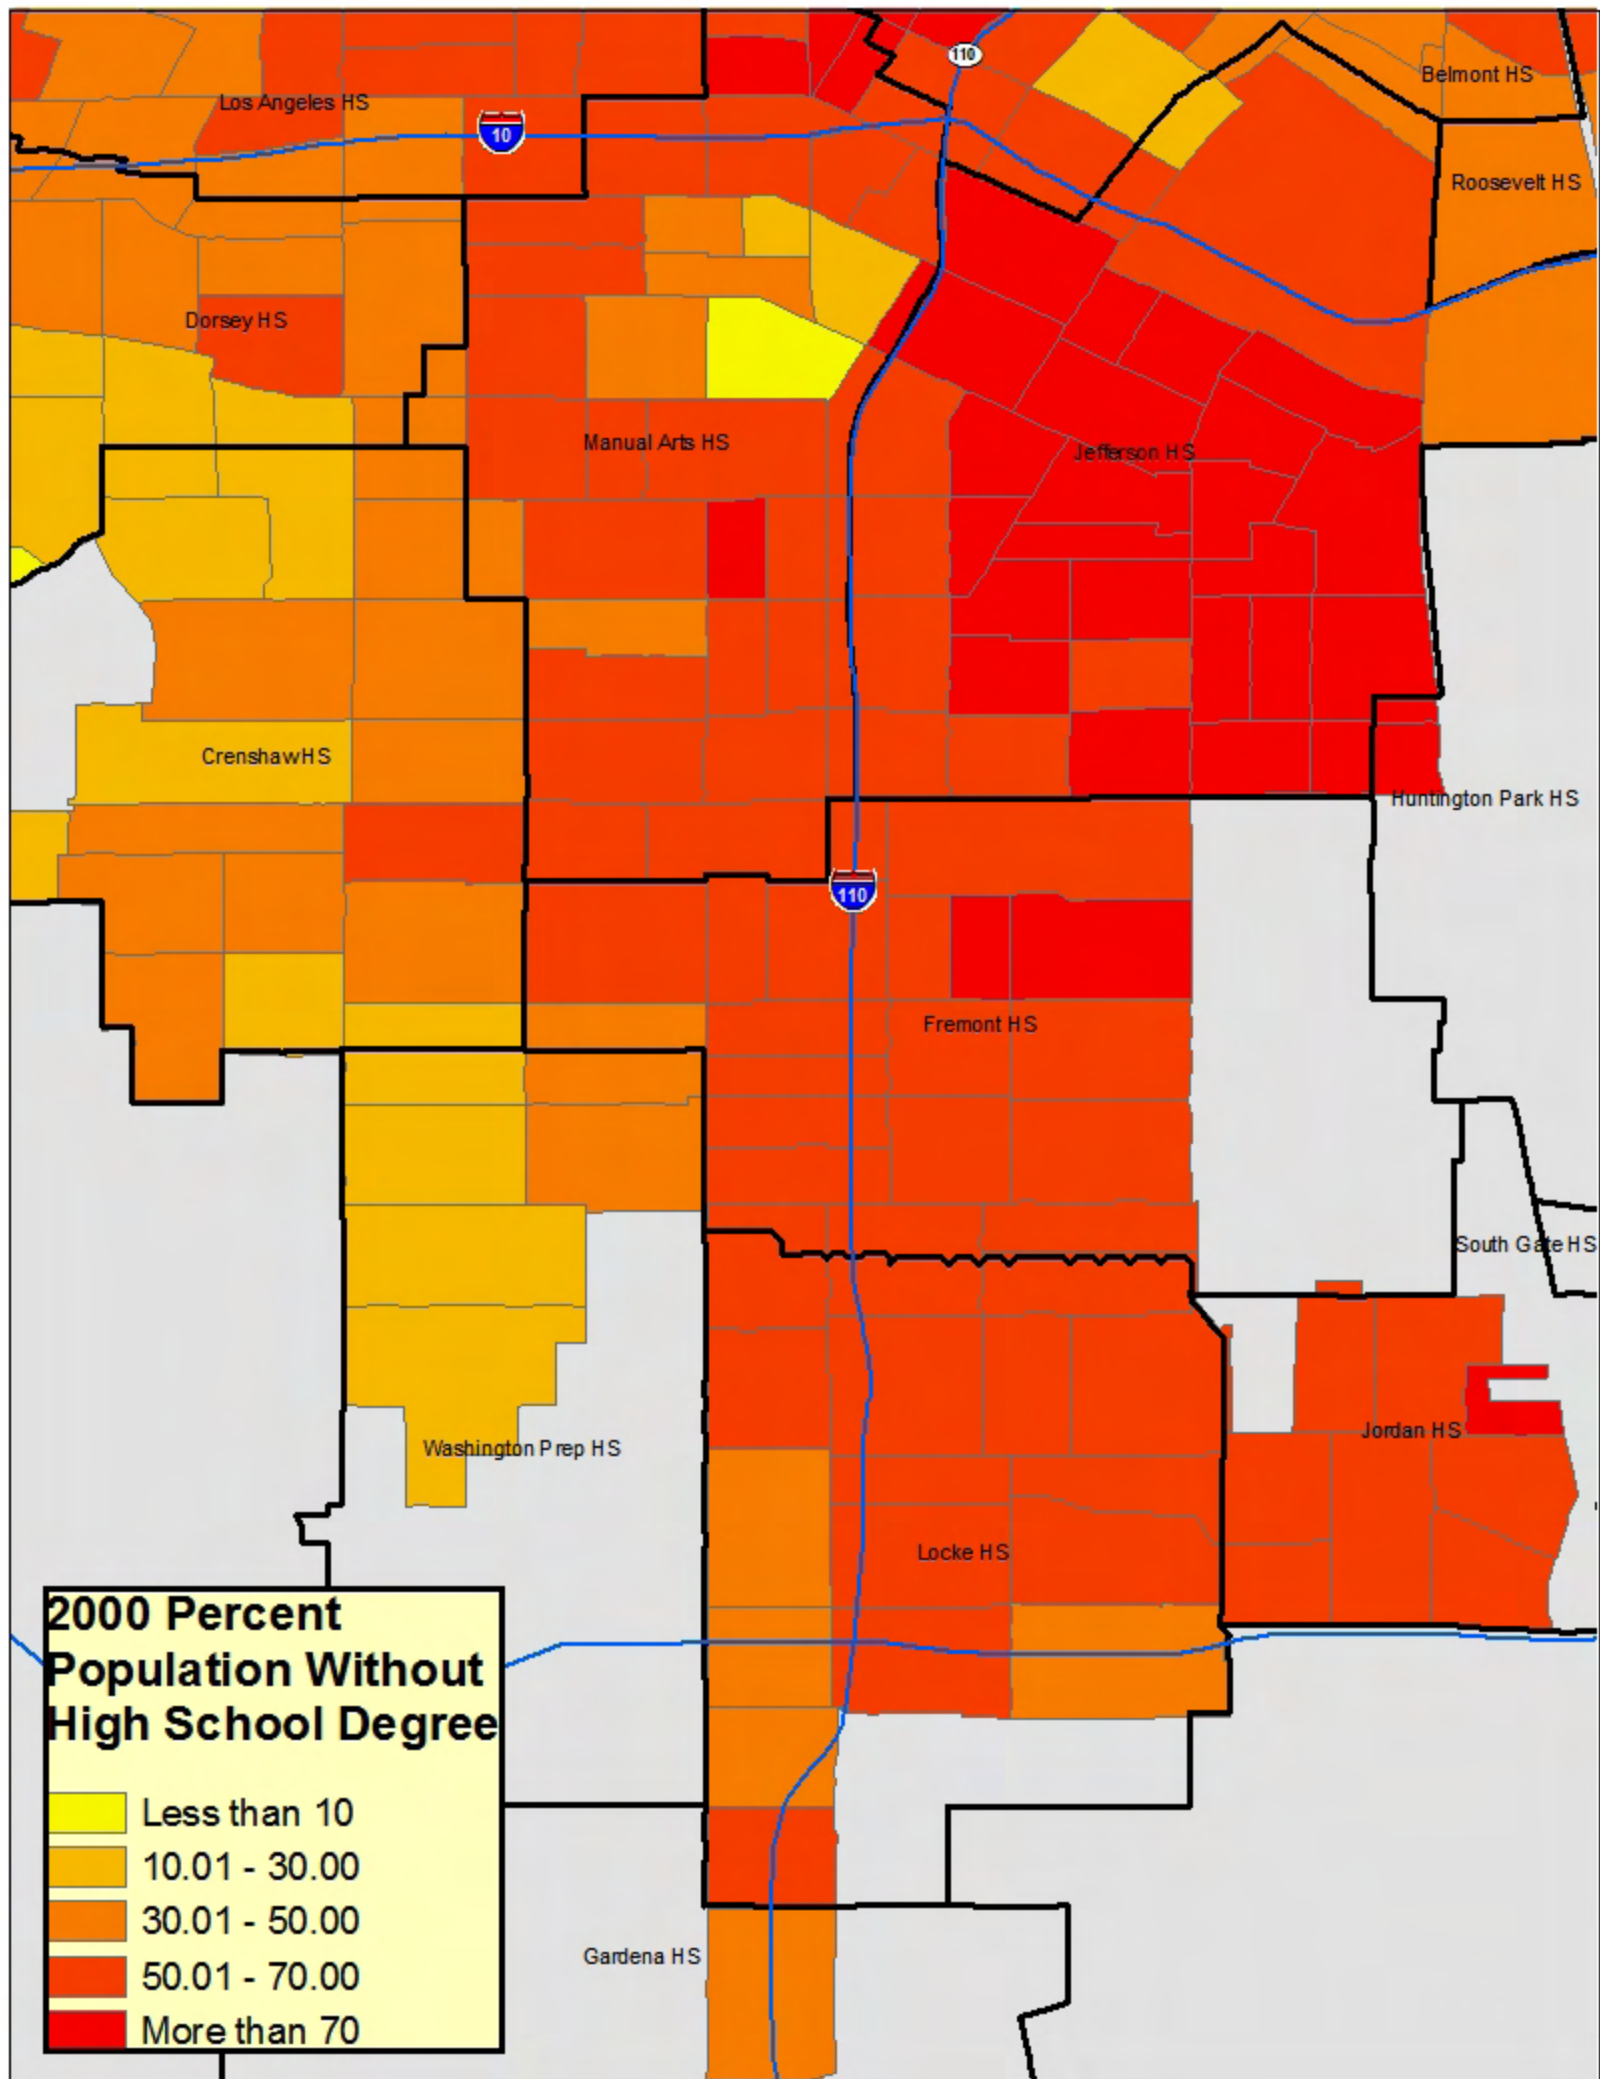 110
Belmont HS
Los Angeles HS
10
Roosevelt HS
Dorsey HS
Manual Arts HS
Jefferson HS
Crenshaw HS
Huntington Park HS
110
Fremont HS
South Gate HS
Jordan HS
Washington Prep HS
Locke HS
2000 Percent
Population Without
High School Degree
Less than 10
10.01 - 30.00
30.01 - 50.00
50.01 - 70.00
More than 70
Gardena HS